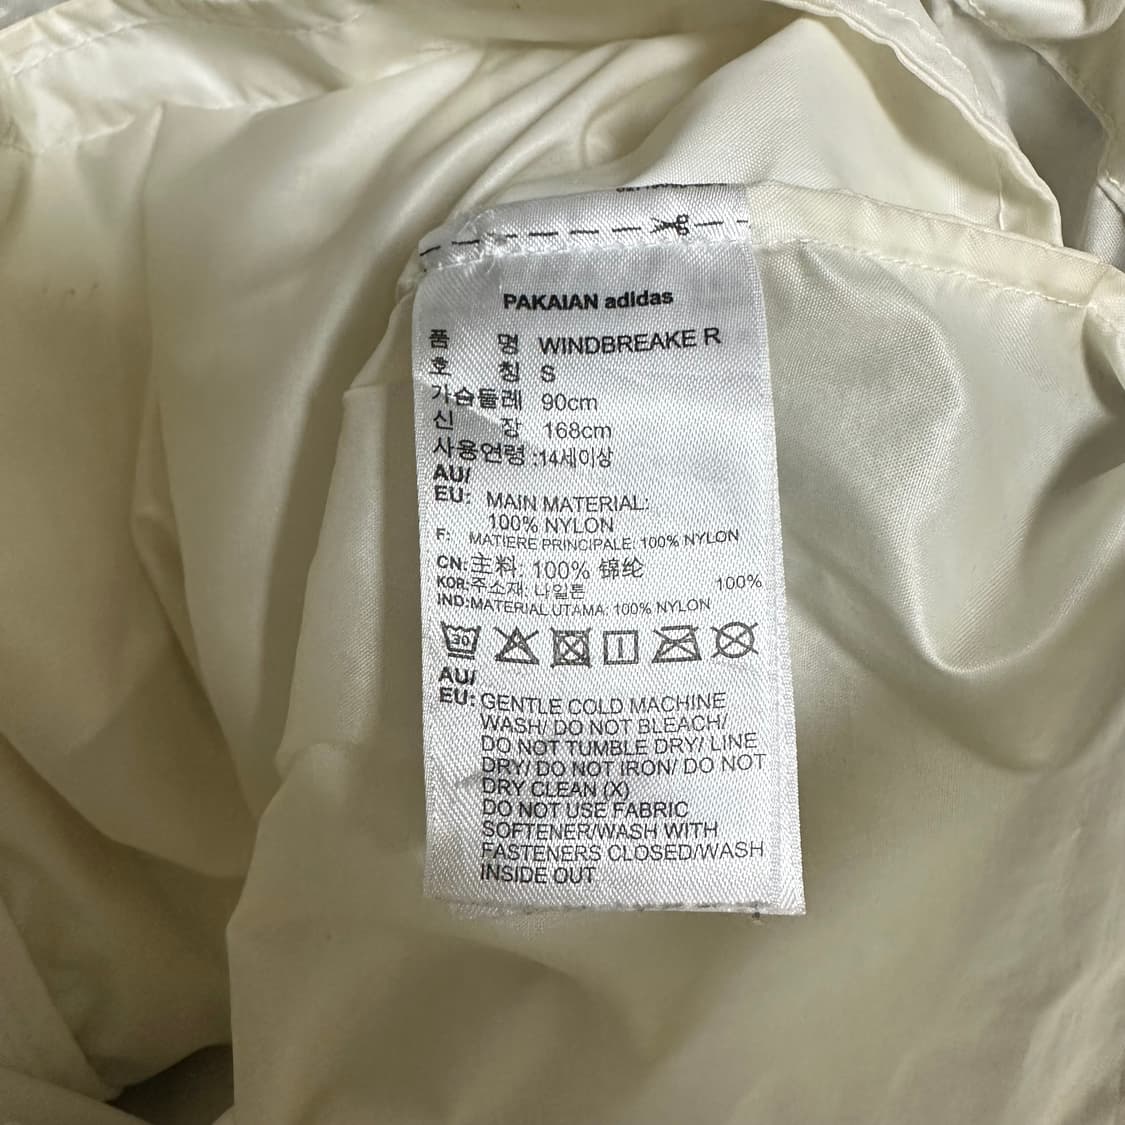 PAKAIAN adidas
품 명 WINDBREAKE R
호 칭 S
가슴둘레 90cm
신 장 168cm
사용연령 :14세이상
AU/
EU: MAIN MATERIAL:
100% NYLON
F: MATIERE PRINCIPALE: 100% NYLON
CN:主料: 100% 锦纶
KOR:주소재: 나일론 100%
IND:MATERIAL UTAMA: 100% NYLON
30
AU/
EU: GENTLE COLD MACHINE
WASH/ DO NOT BLEACH/
DO NOT TUMBLE DRY/ LINE
DRY/ DO NOT IRON/ DO NOT
DRY CLEAN (X)
DO NOT USE FABRIC
SOFTENER/WASH WITH
FASTENERS CLOSED/WASH
INSIDE OUT